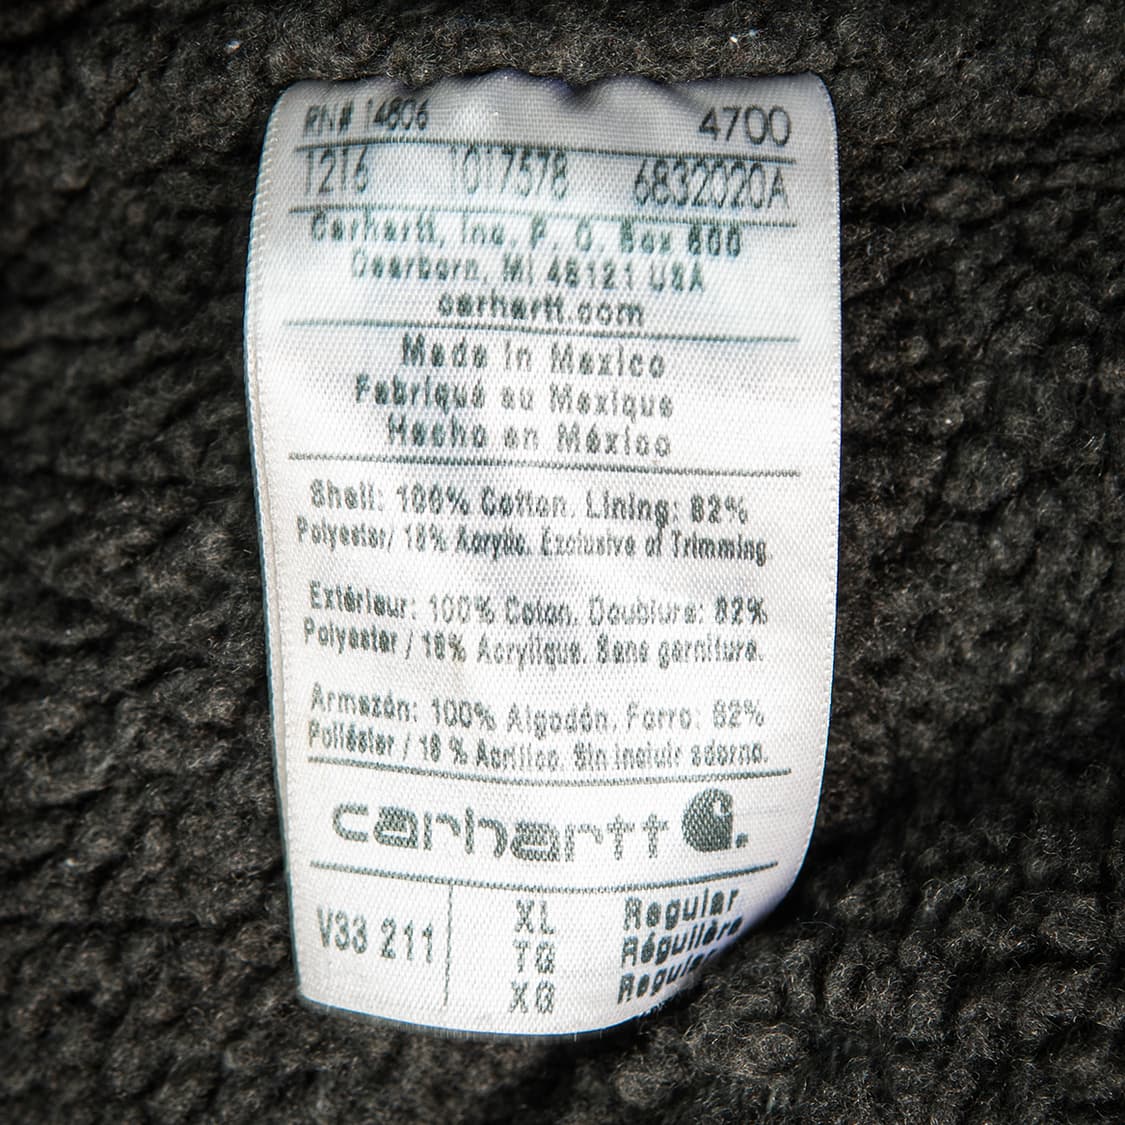 RN# 14806 4700
1216 1017578 6832020A
Carhartt, Inc. P. O. Box 600
Dearborn, MI 48121 USA
carhartt.com
Made in Mexico
Fabriqué au Mexique
Hecho en México
Shell: 100% Cotton. Lining: 82%
Polyester/ 18% Acrylic. Exclusive of Trimming.
Extérieur: 100% Coton. Doublure: 82%
Polyester / 18% Acrylique. Sans garniture.
Armazón: 100% Algodón. Forro: 82%
Poliéster / 18 % Acrílico. Sin incluir adorno.
carhartt
V33 211 XL Regular
TG Régulière
XG Regular